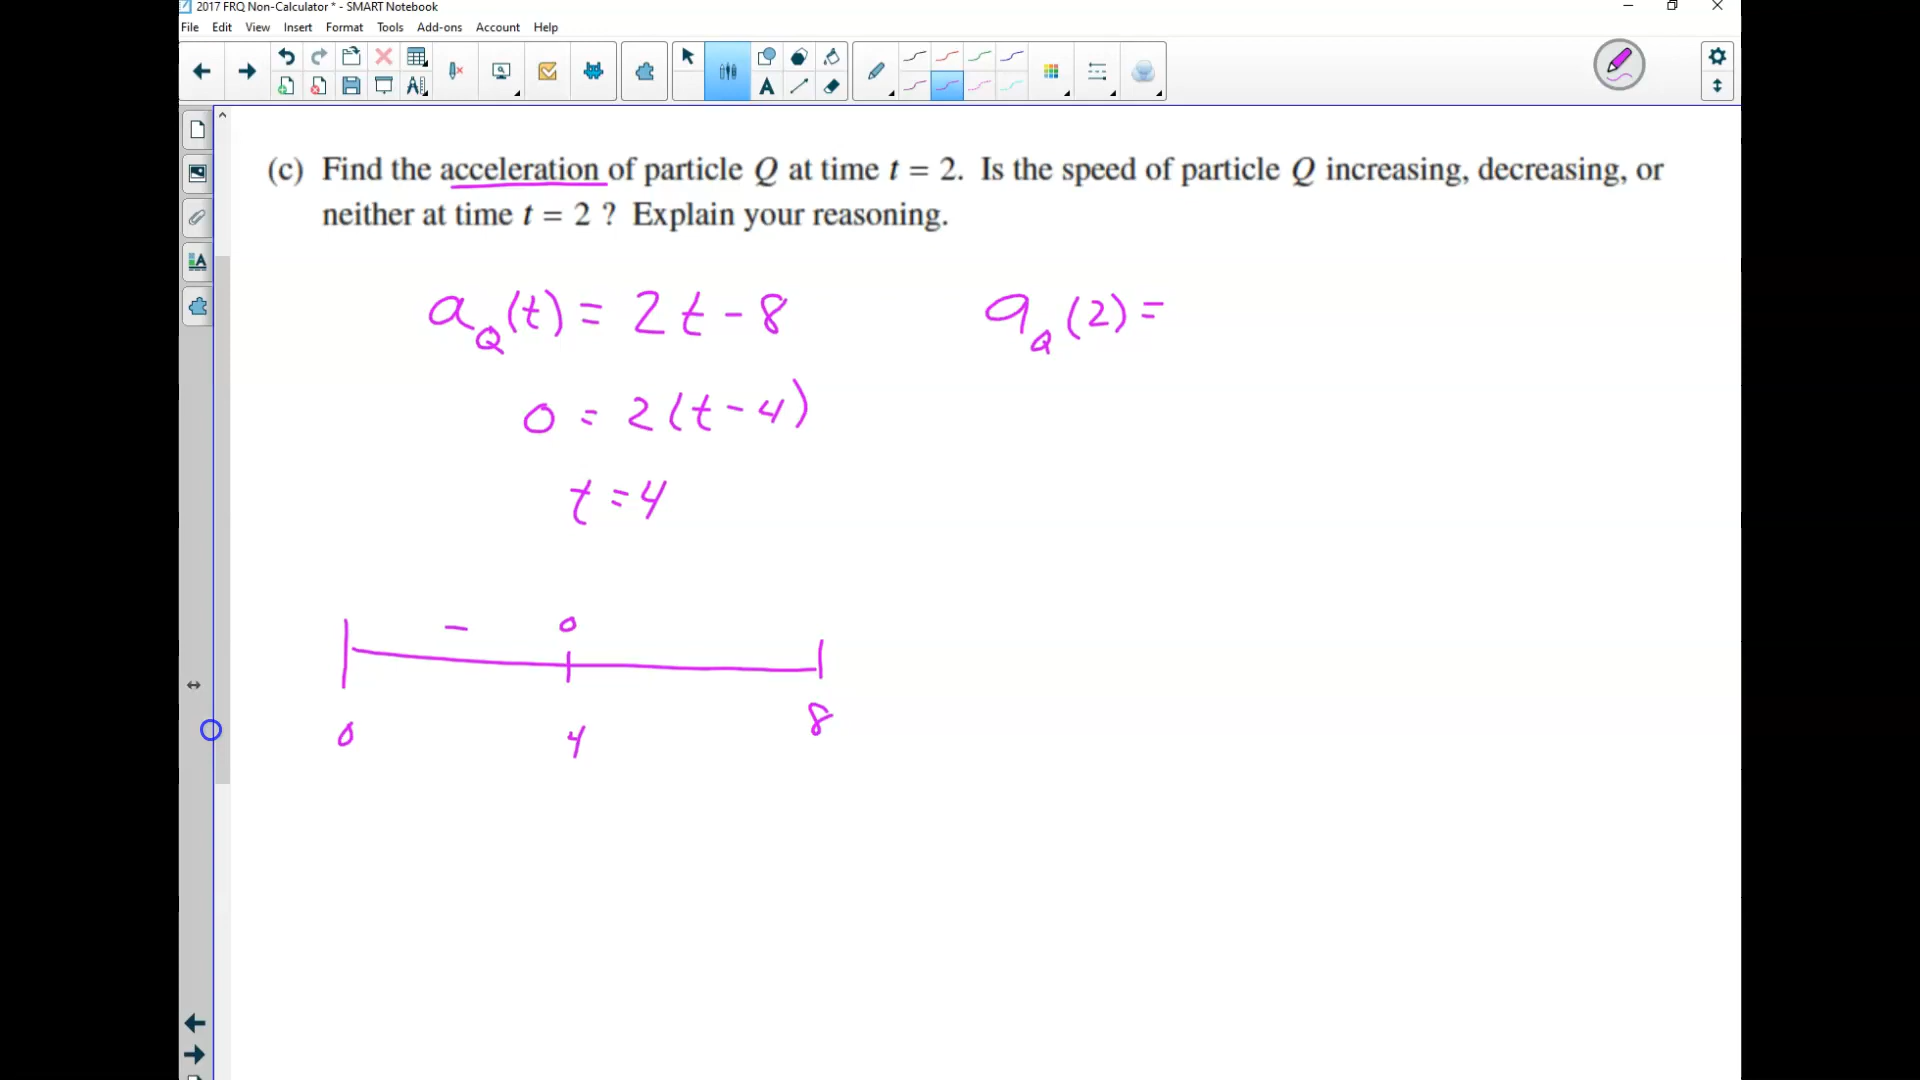 2017 FRQ Non-Calculator * - SMART Notebook
File Edit View Insert Format Tools Add-ons Account Help
(c) Find the acceleration of particle Q at time t = 2. Is the speed of particle Q increasing, decreasing, or
neither at time t = 2 ? Explain your reasoning.
a_Q(t) = 2t - 8
a_Q(2) =
0 = 2(t - 4)
t = 4
- 0
0 4 8